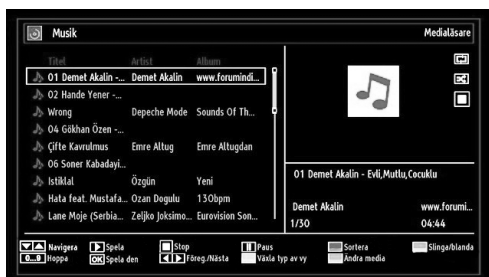 Musik Medialäsare
Titel Artist Album
01 Demet Akalin -... Demet Akalin www.forumindi...
02 Hande Yener -...
Wrong Depeche Mode Sounds Of Th...
04 Gökhan Özen -...
Çifte Kavrulmus Emre Altug Emre Altugdan
06 Soner Kabadayi...
Istiklal Özgün Yeni
Hata feat. Mustafa... Ozan Dogulu 130bpm
Lane Moje (Serbia... Zeljko Joksimo... Eurovision Son...
01 Demet Akalin - Evli,Mutlu,Cocuklu
Demet Akalin www.forumi...
1/30 04:44
Navigera Spela Stop Paus Sortera Slinga/blanda
0...9 Hoppa OK Spela den Föreg./Nästa Växla typ av vy Ändra media